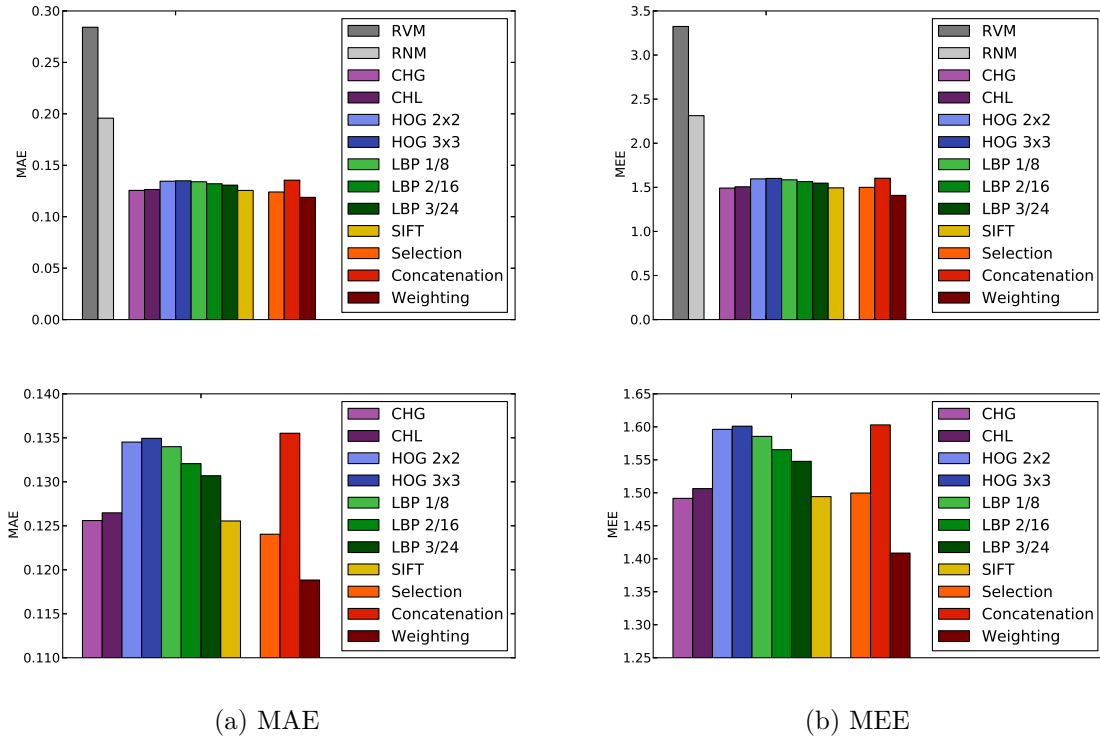 0.30
0.25
0.20
0.15
0.10
0.05
0.00
MAE
RVM
RNM
CHG
CHL
HOG 2x2
HOG 3x3
LBP 1/8
LBP 2/16
LBP 3/24
SIFT
Selection
Concatenation
Weighting
3.5
3.0
2.5
2.0
1.5
1.0
0.5
0.0
MEE
RVM
RNM
CHG
CHL
HOG 2x2
HOG 3x3
LBP 1/8
LBP 2/16
LBP 3/24
SIFT
Selection
Concatenation
Weighting
0.140
0.135
0.130
0.125
0.120
0.115
0.110
MAE
CHG
CHL
HOG 2x2
HOG 3x3
LBP 1/8
LBP 2/16
LBP 3/24
SIFT
Selection
Concatenation
Weighting
1.65
1.60
1.55
1.50
1.45
1.40
1.35
1.30
1.25
MEE
CHG
CHL
HOG 2x2
HOG 3x3
LBP 1/8
LBP 2/16
LBP 3/24
SIFT
Selection
Concatenation
Weighting
(a) MAE
(b) MEE